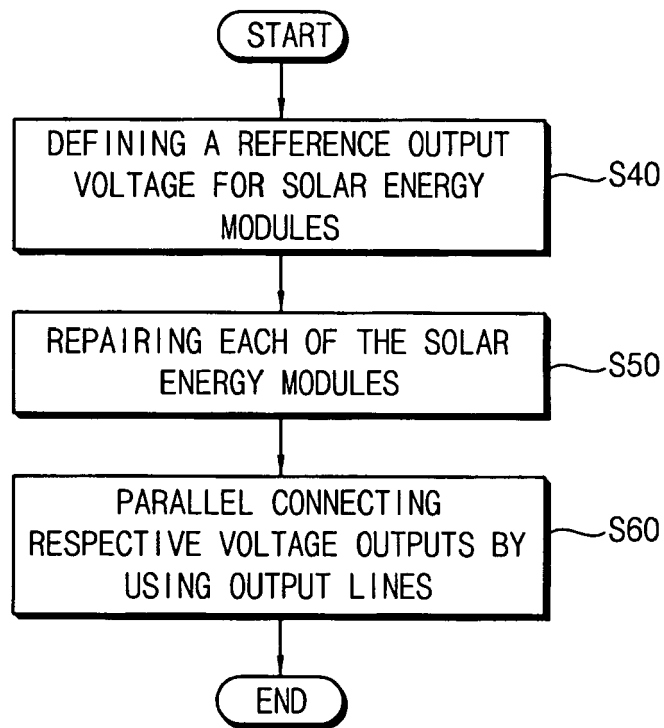 START
DEFINING A REFERENCE OUTPUT
VOLTAGE FOR SOLAR ENERGY
MODULES
S40
REPAIRING EACH OF THE SOLAR
ENERGY MODULES
S50
PARALLEL CONNECTING
RESPECTIVE VOLTAGE OUTPUTS BY
USING OUTPUT LINES
S60
END